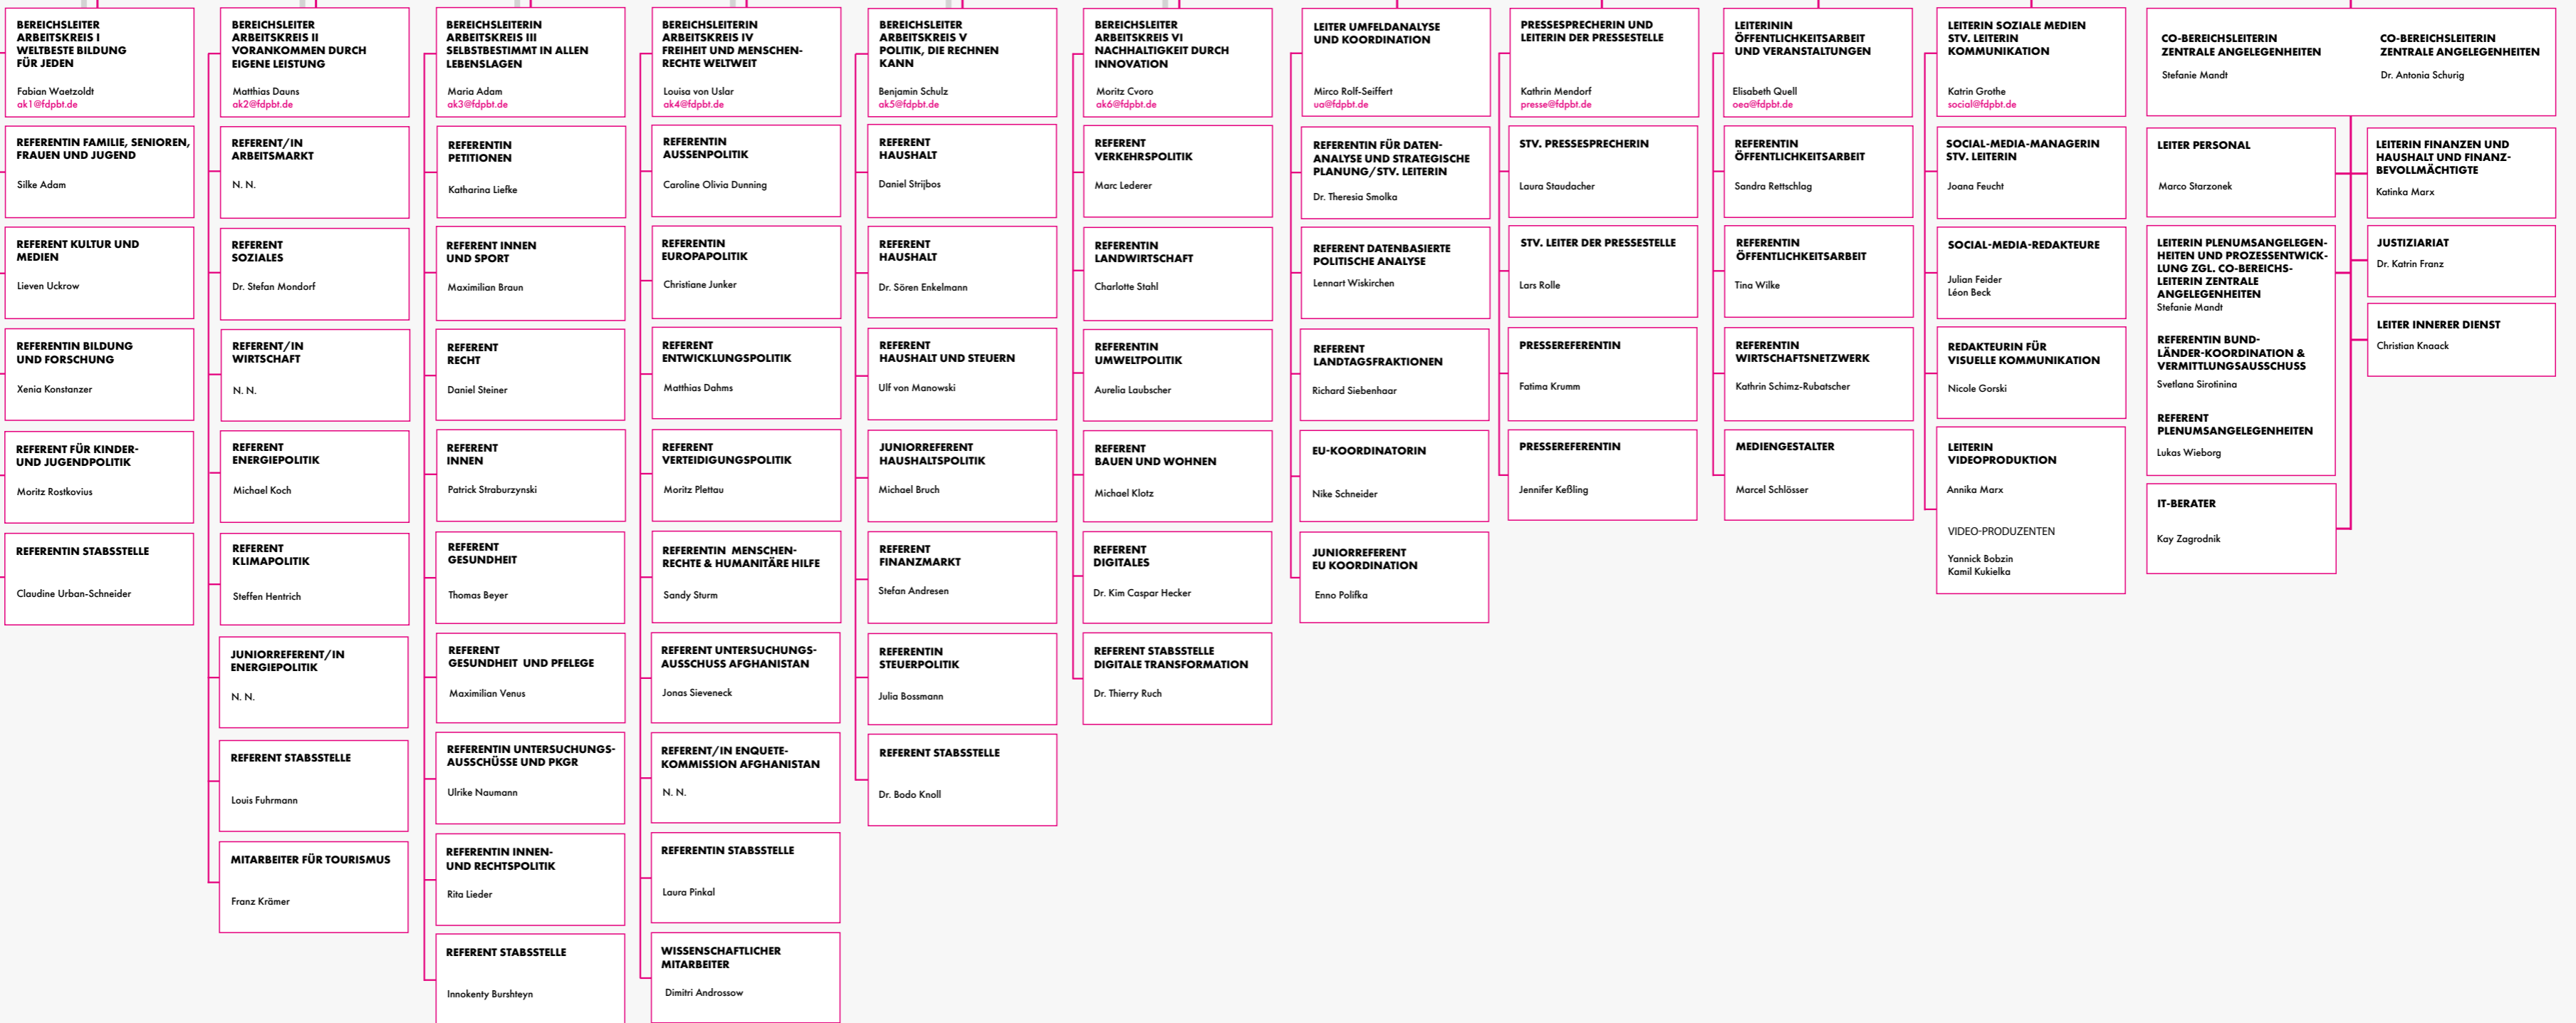 BEREICHSLEITER
ARBEITSKREIS I
WELTBESTE BILDUNG
FÜR JEDEN
Fabian Waetzoldt
ak1@fdpbt.de
REFERENTIN FAMILIE, SENIOREN,
FRAUEN UND JUGEND
Silke Adam
REFERENT KULTUR UND
MEDIEN
Lieven Uckrow
REFERENTIN BILDUNG
UND FORSCHUNG
Xenia Konstanzer
REFERENT FÜR KINDER-
UND JUGENDPOLITIK
Moritz Rostkovius
REFERENTIN STABSSTELLE
Claudine Urban-Schneider
BEREICHSLEITER
ARBEITSKREIS II
VORANKOMMEN DURCH
EIGENE LEISTUNG
Matthias Dauns
ak2@fdpbt.de
REFERENT/IN
ARBEITSMARKT
N. N.
REFERENT
SOZIALES
Dr. Stefan Mondorf
REFERENT/IN
WIRTSCHAFT
N. N.
REFERENT
ENERGIEPOLITIK
Michael Koch
REFERENT
KLIMAPOLITIK
Steffen Hentrich
JUNIORREFERENT/IN
ENERGIEPOLITIK
N. N.
REFERENT STABSSTELLE
Louis Fuhrmann
MITARBEITER FÜR TOURISMUS
Franz Krämer
BEREICHSLEITERIN
ARBEITSKREIS III
SELBSTBESTIMMT IN ALLEN
LEBENSLAGEN
Maria Adam
ak3@fdpbt.de
REFERENTIN
PETITIONEN
Katharina Liefke
REFERENT INNEN
UND SPORT
Maximilian Braun
REFERENT
RECHT
Daniel Steiner
REFERENT
INNEN
Patrick Straburzynski
REFERENT
GESUNDHEIT
Thomas Beyer
REFERENT
GESUNDHEIT UND PFELEGE
Maximilian Venus
REFERENTIN UNTERSUCHUNGS-
AUSSCHÜSSE UND PKGR
Ulrike Naumann
REFERENTIN INNEN-
UND RECHTSPOLITIK
Rita Lieder
REFERENT STABSSTELLE
Innokenty Burshteyn
BEREICHSLEITERIN
ARBEITSKREIS IV
FREIHEIT UND MENSCHEN-
RECHTE WELTWEIT
Louisa von Uslar
ak4@fdpbt.de
REFERENTIN
AUSSENPOLITIK
Caroline Olivia Dunning
REFERENTIN
EUROPAPOLITIK
Christiane Junker
REFERENT
ENTWICKLUNGSPOLITIK
Matthias Dahms
REFERENT
VERTEIDIGUNGSPOLITIK
Moritz Plettau
REFERENTIN MENSCHEN-
RECHTE & HUMANITÄRE HILFE
Sandy Sturm
REFERENT UNTERSUCHUNGS-
AUSSCHUSS AFGHANISTAN
Jonas Sieveneck
REFERENT/IN ENQUETE-
KOMMISSION AFGHANISTAN
N. N.
REFERENTIN STABSSTELLE
Laura Pinkal
WISSENSCHAFTLICHER
MITARBEITER
Dimitri Androssow
BEREICHSLEITER
ARBEITSKREIS V
POLITIK, DIE RECHNEN
KANN
Benjamin Schulz
ak5@fdpbt.de
REFERENT
HAUSHALT
Daniel Strijbos
REFERENT
HAUSHALT
Dr. Sören Enkelmann
REFERENT
HAUSHALT UND STEUERN
Ulf von Manowski
JUNIORREFERENT
HAUSHALTSPOLITIK
Michael Bruch
REFERENT
FINANZMARKT
Stefan Andresen
REFERENTIN
STEUERPOLITIK
Julia Bossmann
REFERENT STABSSTELLE
Dr. Bodo Knoll
BEREICHSLEITER
ARBEITSKREIS VI
NACHHALTIGKEIT DURCH
INNOVATION
Moritz Cvoro
ak6@fdpbt.de
REFERENT
VERKEHRSPOLITIK
Marc Lederer
REFERENTIN
LANDWIRTSCHAFT
Charlotte Stahl
REFERENTIN
UMWELTPOLITIK
Aurelia Laubscher
REFERENT
BAUEN UND WOHNEN
Michael Klotz
REFERENT
DIGITALES
Dr. Kim Caspar Hecker
REFERENT STABSSTELLE
DIGITALE TRANSFORMATION
Dr. Thierry Ruch
LEITER UMFELDANALYSE
UND KOORDINATION
Mirco Rolf-Seiffert
ua@fdpbt.de
REFERENTIN FÜR DATEN-
ANALYSE UND STRATEGISCHE
PLANUNG/STV. LEITERIN
Dr. Theresia Smolka
REFERENT DATENBASIERTE
POLITISCHE ANALYSE
Lennart Wiskirchen
REFERENT
LANDTAGSFRAKTIONEN
Richard Siebenhaar
EU-KOORDINATORIN
Nike Schneider
JUNIORREFERENT
EU KOORDINATION
Enno Polifka
PRESSESPRECHERIN UND
LEITERIN DER PRESSESTELLE
Kathrin Mendorf
presse@fdpbt.de
STV. PRESSESPRECHERIN
Laura Staudacher
STV. LEITER DER PRESSESTELLE
Lars Rolle
PRESSEREFERENTIN
Fatima Krumm
PRESSEREFERENTIN
Jennifer Keßling
LEITERININ
ÖFFENTLICHKEITSARBEIT
UND VERANSTALTUNGEN
Elisabeth Quell
oea@fdpbt.de
REFERENTIN
ÖFFENTLICHKEITSARBEIT
Sandra Rettschlag
REFERENTIN
ÖFFENTLICHKEITSARBEIT
Tina Wilke
REFERENTIN
WIRTSCHAFTSNETZWERK
Kathrin Schimz-Rubatscher
MEDIENGESTALTER
Marcel Schlösser
LEITERIN SOZIALE MEDIEN
STV. LEITERIN
KOMMUNIKATION
Katrin Grothe
social@fdpbt.de
SOCIAL-MEDIA-MANAGERIN
STV. LEITERIN
Joana Feucht
SOCIAL-MEDIA-REDAKTEURE
Julian Feider
Léon Beck
REDAKTEURIN FÜR
VISUELLE KOMMUNIKATION
Nicole Gorski
LEITERIN
VIDEOPRODUKTION
Annika Marx
VIDEO-PRODUZENTEN
Yannick Bobzin
Kamil Kukielka
CO-BEREICHSLEITERIN
ZENTRALE ANGELEGENHEITEN
Stefanie Mandt
CO-BEREICHSLEITERIN
ZENTRALE ANGELEGENHEITEN
Dr. Antonia Schurig
LEITER PERSONAL
Marco Starzonek
LEITERIN PLENUMSANGELEGEN-
HEITEN UND PROZESSENTWICK-
LUNG ZGL. CO-BEREICHS-
LEITERIN ZENTRALE
ANGELEGENHEITEN
Stefanie Mandt
REFERENTIN BUND-
LÄNDER-KOORDINATION &
VERMITTLUNGSAUSSCHUSS
Svetlana Sirotinina
REFERENT
PLENUMSANGELEGENHEITEN
Lukas Wieborg
IT-BERATER
Kay Zagrodnik
LEITERIN FINANZEN UND
HAUSHALT UND FINANZ-
BEVOLLMÄCHTIGTE
Katinka Marx
JUSTIZIARIAT
Dr. Katrin Franz
LEITER INNERER DIENST
Christian Knaack